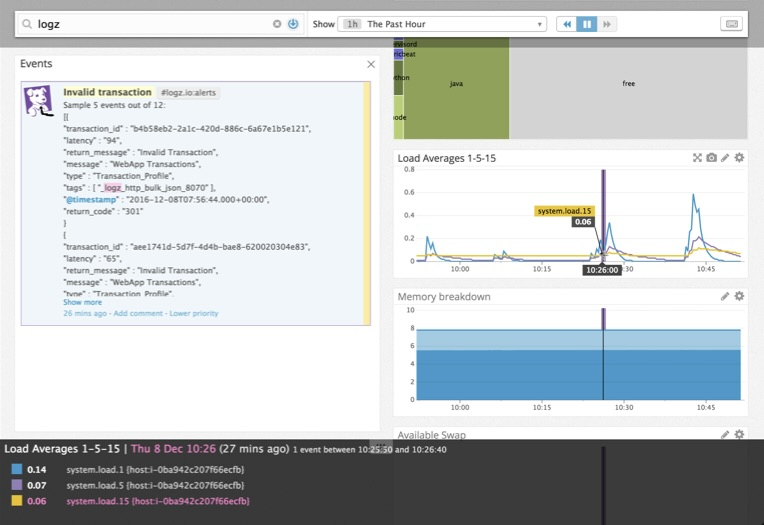 logz
Show 1h The Past Hour
Events
Invalid transaction #logz.io:alerts
Sample 5 events out of 12:
[{
"transaction_id" : "b4b58eb2-2a1c-420d-886c-6a67e1b5e121",
"latency" : "94",
"return_message" : "Invalid Transaction",
"message" : "WebApp Transactions",
"type" : "Transaction_Profile",
"tags" : [ "_logz_http_bulk_json_8070" ],
"@timestamp" : "2016-12-08T07:56:44.000+00:00",
"return_code" : "301"
}
{
"transaction_id" : "aee1741d-5d7f-4d4b-bae8-620020304e83",
"latency" : "65",
"return_message" : "Invalid Transaction",
"message" : "WebApp Transactions",
"type" : "Transaction_Profile",
Show more
26 mins ago - Add comment - Lower priority
java
free
Load Averages 1-5-15
0.8
0.6
0.4
0.2
0
system.load.15
0.06
10:00
10:15
10:26:00
10:30
10:45
Memory breakdown
10
8
6
4
2
0
10:00
10:15
10:30
10:45
Available Swap
Load Averages 1-5-15 | Thu 8 Dec 10:26 (27 mins ago) 1 event between 10:25:50 and 10:26:40
0.14 system.load.1 {host:i-0ba942c207f66ecfb}
0.07 system.load.5 {host:i-0ba942c207f66ecfb}
0.06 system.load.15 {host:i-0ba942c207f66ecfb}